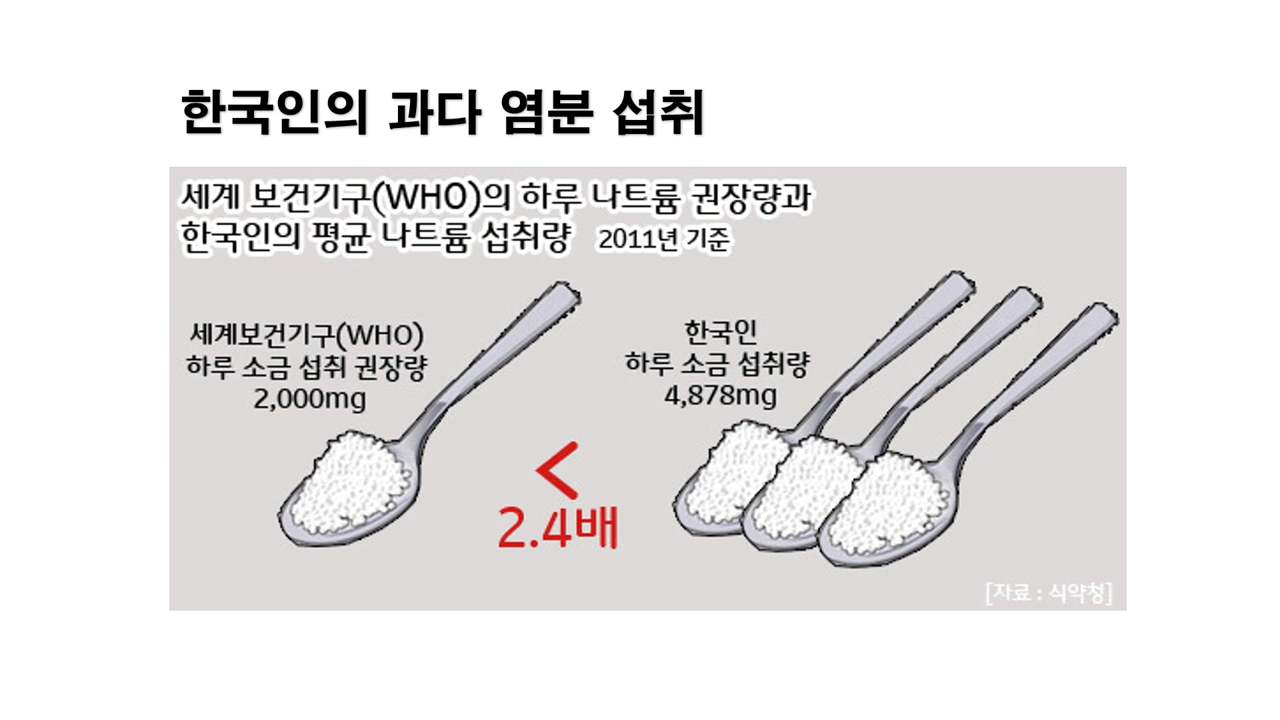 한국인의 과다 염분 섭취
세계 보건기구(WHO)의 하루 나트륨 권장량과
한국인의 평균 나트륨 섭취량 2011년 기준
세계보건기구(WHO)
하루 소금 섭취 권장량
2,000mg
<
2.4배
한국인
하루 소금 섭취량
4,878mg
[자료 : 식약청]